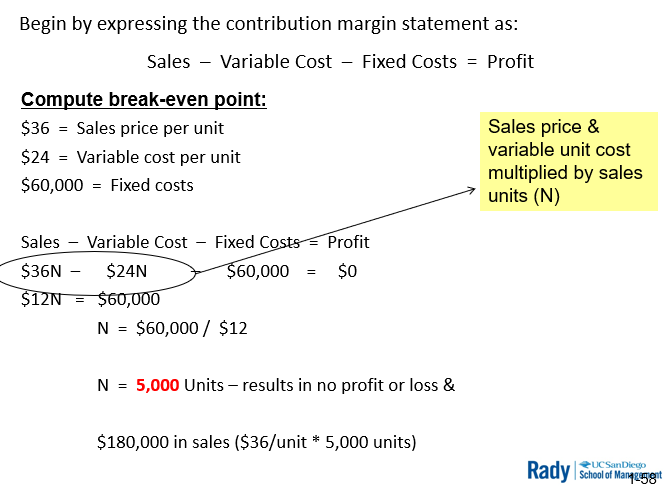 Begin by expressing the contribution margin statement as:
Sales – Variable Cost – Fixed Costs = Profit
Compute break-even point:
$36 = Sales price per unit
$24 = Variable cost per unit
$60,000 = Fixed costs
Sales price &
variable unit cost
multiplied by sales
units (N)
Sales – Variable Cost – Fixed Costs = Profit
$36N – $24N – $60,000 = $0
$12N = $60,000
N = $60,000 / $12
N = 5,000 Units – results in no profit or loss &
$180,000 in sales ($36/unit * 5,000 units)
Rady
UC San Diego
School of Management
1-58